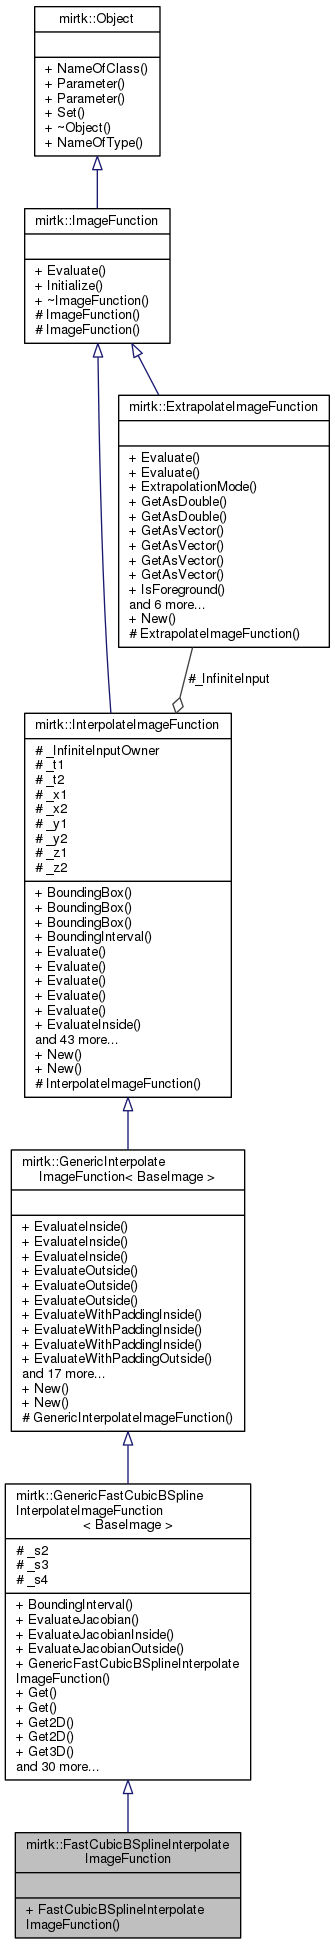 mirtk::Object
+ NameOfClass()
+ Parameter()
+ Parameter()
+ Set()
+ ~Object()
+ NameOfType()
mirtk::ImageFunction
+ Evaluate()
+ Initialize()
+ ~ImageFunction()
# ImageFunction()
# ImageFunction()
mirtk::ExtrapolateImageFunction
+ Evaluate()
+ Evaluate()
+ ExtrapolationMode()
+ GetAsDouble()
+ GetAsDouble()
+ GetAsVector()
+ GetAsVector()
+ GetAsVector()
+ GetAsVector()
+ IsForeground()
and 6 more...
+ New()
# ExtrapolateImageFunction()
#_InfiniteInput
mirtk::InterpolateImageFunction
# _InfiniteInputOwner
# _t1
# _t2
# _x1
# _x2
# _y1
# _y2
# _z1
# _z2
+ BoundingBox()
+ BoundingBox()
+ BoundingBox()
+ BoundingInterval()
+ Evaluate()
+ Evaluate()
+ Evaluate()
+ Evaluate()
+ Evaluate()
+ EvaluateInside()
and 43 more...
+ New()
+ New()
# InterpolateImageFunction()
mirtk::GenericInterpolate
ImageFunction< BaseImage >
+ EvaluateInside()
+ EvaluateInside()
+ EvaluateInside()
+ EvaluateOutside()
+ EvaluateOutside()
+ EvaluateOutside()
+ EvaluateWithPaddingInside()
+ EvaluateWithPaddingInside()
+ EvaluateWithPaddingInside()
+ EvaluateWithPaddingOutside()
and 17 more...
+ New()
+ New()
# GenericInterpolateImageFunction()
mirtk::GenericFastCubicBSpline
InterpolateImageFunction
< BaseImage >
# _s2
# _s3
# _s4
+ BoundingInterval()
+ EvaluateJacobian()
+ EvaluateJacobianInside()
+ EvaluateJacobianOutside()
+ GenericFastCubicBSplineInterpolate
ImageFunction()
+ Get()
+ Get()
+ Get2D()
+ Get2D()
+ Get3D()
and 30 more...
mirtk::FastCubicBSplineInterpolate
ImageFunction
+ FastCubicBSplineInterpolate
ImageFunction()